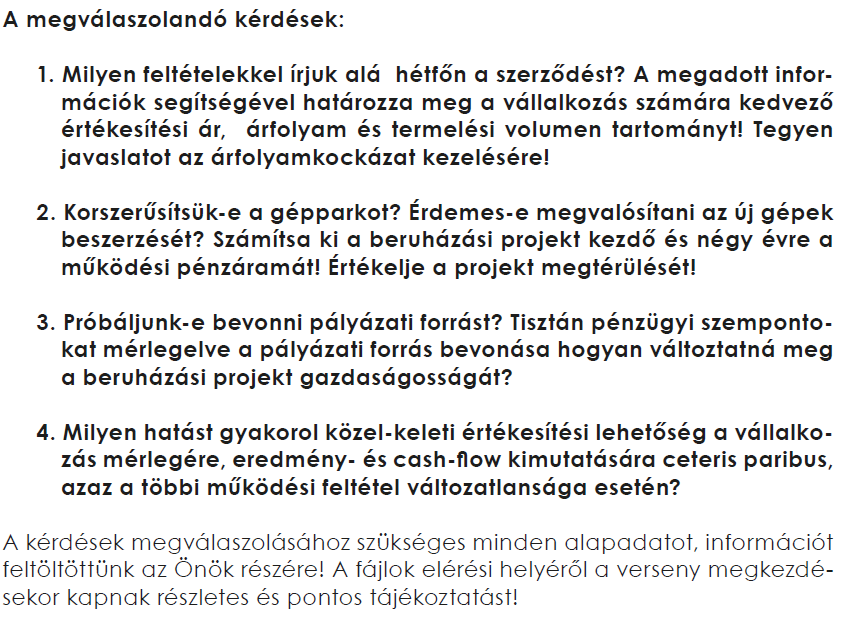 A megválaszolandó kérdések:
1. Milyen feltételekkel írjuk alá hétfőn a szerződést? A megadott infor-
mációk segítségével határozza meg a vállalkozás számára kedvező
értékesítési ár, árfolyam és termelési volumen tartományt! Tegyen
javaslatot az árfolyamkockázat kezelésére!
2. Korszerűsítsük-e a gépparkot? Érdemes-e megvalósítani az új gépek
beszerzését? Számítsa ki a beruházási projekt kezdő és négy évre a
működési pénzáramát! Értékelje a projekt megtérülését!
3. Próbáljunk-e bevonni pályázati forrást? Tisztán pénzügyi szemponto-
kat mérlegelve a pályázati forrás bevonása hogyan változtatná meg
a beruházási projekt gazdaságosságát?
4. Milyen hatást gyakorol közel-keleti értékesítési lehetőség a vállalko-
zás mérlegére, eredmény- és cash-flow kimutatására ceteris paribus,
azaz a többi működési feltétel változatlansága esetén?
A kérdések megválaszolásához szükséges minden alapadatot, információt
feltöltöttünk az Önök részére! A fájlok elérési helyéről a verseny megkezdé-
sekor kapnak részletes és pontos tájékoztatást!